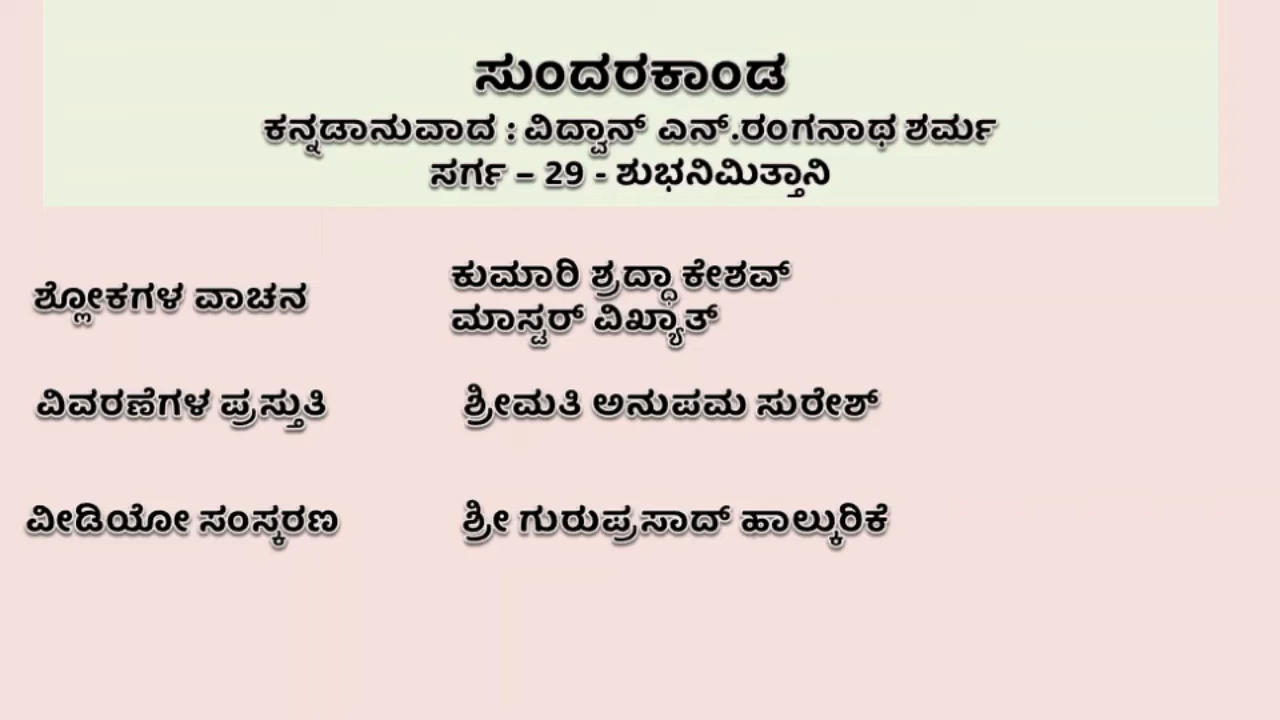 ಸುಂದರಕಾಂಡ
ಕನ್ನಡಾನುವಾದ : ವಿದ್ವಾನ್ ಎನ್.ರಂಗನಾಥ ಶರ್ಮ
ಸರ್ಗ – 29 - ಶುಭನಿಮಿತ್ತಾನಿ
ಶ್ಲೋಕಗಳ ವಾಚನ
ಕುಮಾರಿ ಶ್ರದ್ಧಾ ಕೇಶವ್
ಮಾಸ್ಟರ್ ವಿಖ್ಯಾತ್
ವಿವರಣೆಗಳ ಪ್ರಸ್ತುತಿ ಶ್ರೀಮತಿ ಅನುಪಮ ಸುರೇಶ್
ವೀಡಿಯೋ ಸಂಸ್ಕರಣ ಶ್ರೀ ಗುರುಪ್ರಸಾದ್ ಹಾಲ್ಕುರಿಕೆ